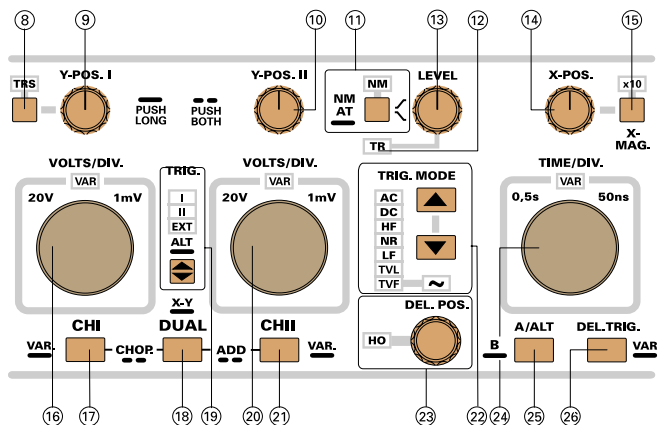 8 9 10 11 13 12 14 15
TRS Y-POS. I Y-POS. II NM LEVEL X-POS. x10
PUSH LONG
PUSH BOTH
NM AT
TR
X-MAG.
VOLTS/DIV.
VAR
20V 1mV
TRIG.
I
II
EXT
ALT
X-Y
VOLTS/DIV.
VAR
20V 1mV
TRIG. MODE
AC
DC
HF
NR
LF
TVL
TVF ~
TIME/DIV.
VAR
0,5s 50ns
DEL. POS.
HO
VAR. CHI CHOP. DUAL ADD CHII VAR.
B A/ALT DEL.TRIG. VAR
16 17 18 19 20 21 23 22 24 25 26